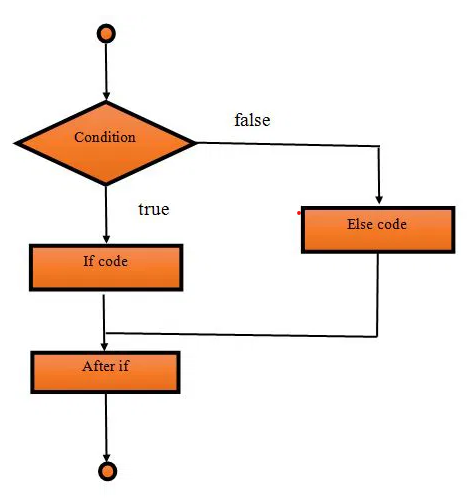 false
Condition
true
Else code
If code
After if